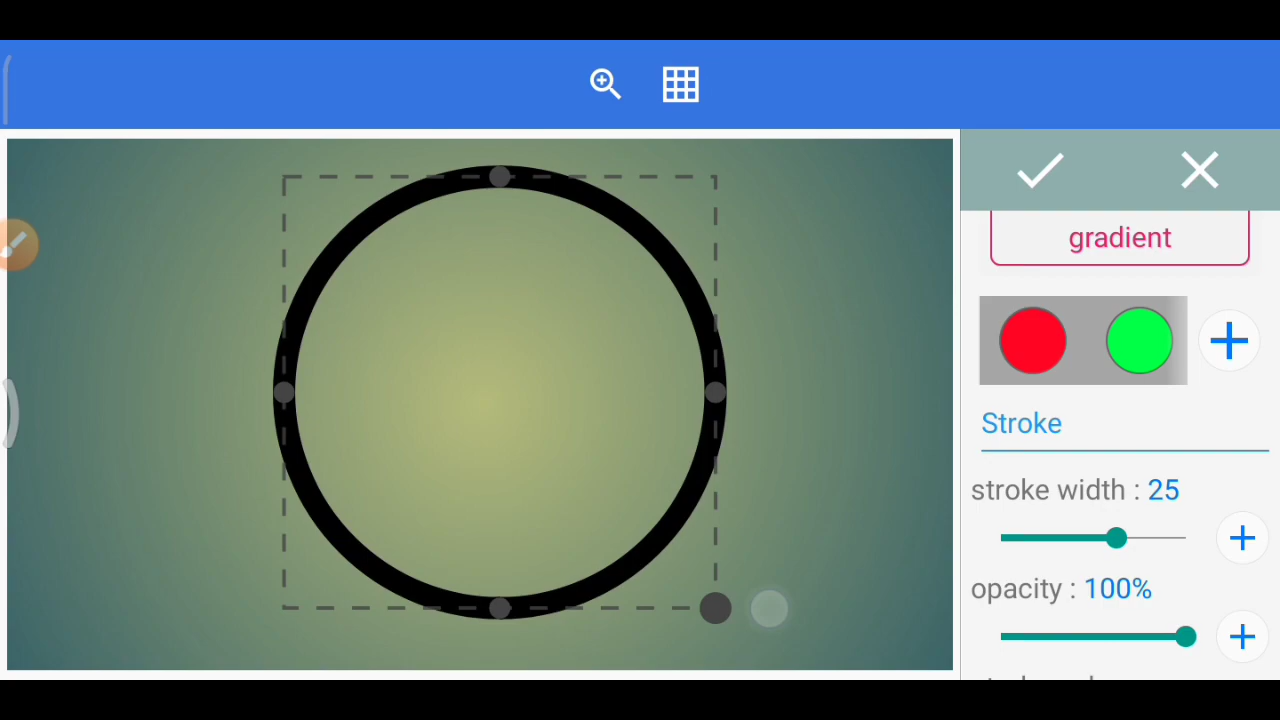 gradient
Stroke
stroke width : 25
opacity : 100%